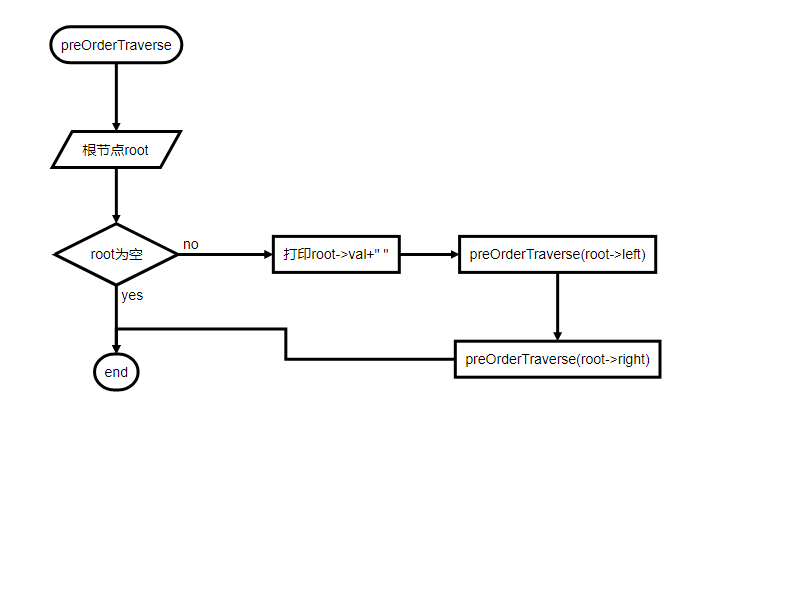 preOrderTraverse
根节点root
root为空
no
打印root->val+" "
preOrderTraverse(root->left)
yes
preOrderTraverse(root->right)
end